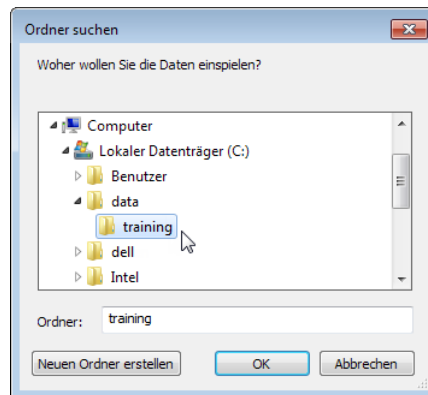 Ordner suchen
Woher wollen Sie die Daten einspielen?
Computer
Lokaler Datenträger (C:)
Benutzer
data
training
dell
Intel
Ordner: training
Neuen Ordner erstellen OK Abbrechen